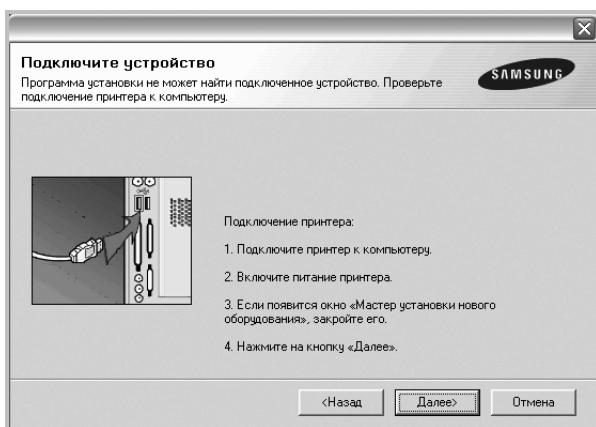 Подключите устройство
Программа установки не может найти подключенное устройство. Проверьте
подключение принтера к компьютеру.
SAMSUNG
Подключение принтера:
1. Подключите принтер к компьютеру.
2. Включите питание принтера.
3. Если появится окно «Мастер установки нового
оборудования», закройте его.
4. Нажмите на кнопку «Далее».
<Назад
Далее>
Отмена